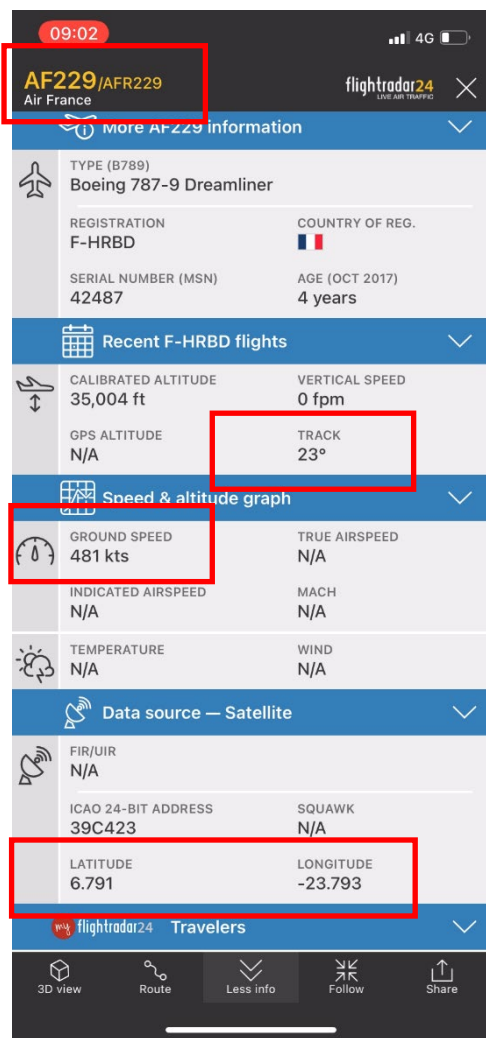 09:02
4G
AF229/AFR229
Air France
flightradar24
LIVE AIR TRAFFIC
More AF229 information
TYPE (B789)
Boeing 787-9 Dreamliner
REGISTRATION COUNTRY OF REG.
F-HRBD
SERIAL NUMBER (MSN) AGE (OCT 2017)
42487 4 years
Recent F-HRBD flights
CALIBRATED ALTITUDE VERTICAL SPEED
35,004 ft 0 fpm
GPS ALTITUDE TRACK
N/A 23°
Speed & altitude graph
GROUND SPEED TRUE AIRSPEED
481 kts N/A
INDICATED AIRSPEED MACH
N/A N/A
TEMPERATURE WIND
N/A N/A
Data source — Satellite
FIR/UIR
N/A
ICAO 24-BIT ADDRESS SQUAWK
39C423 N/A
LATITUDE LONGITUDE
6.791 -23.793
my flightradar24 Travelers
3D view Route Less info Follow Share